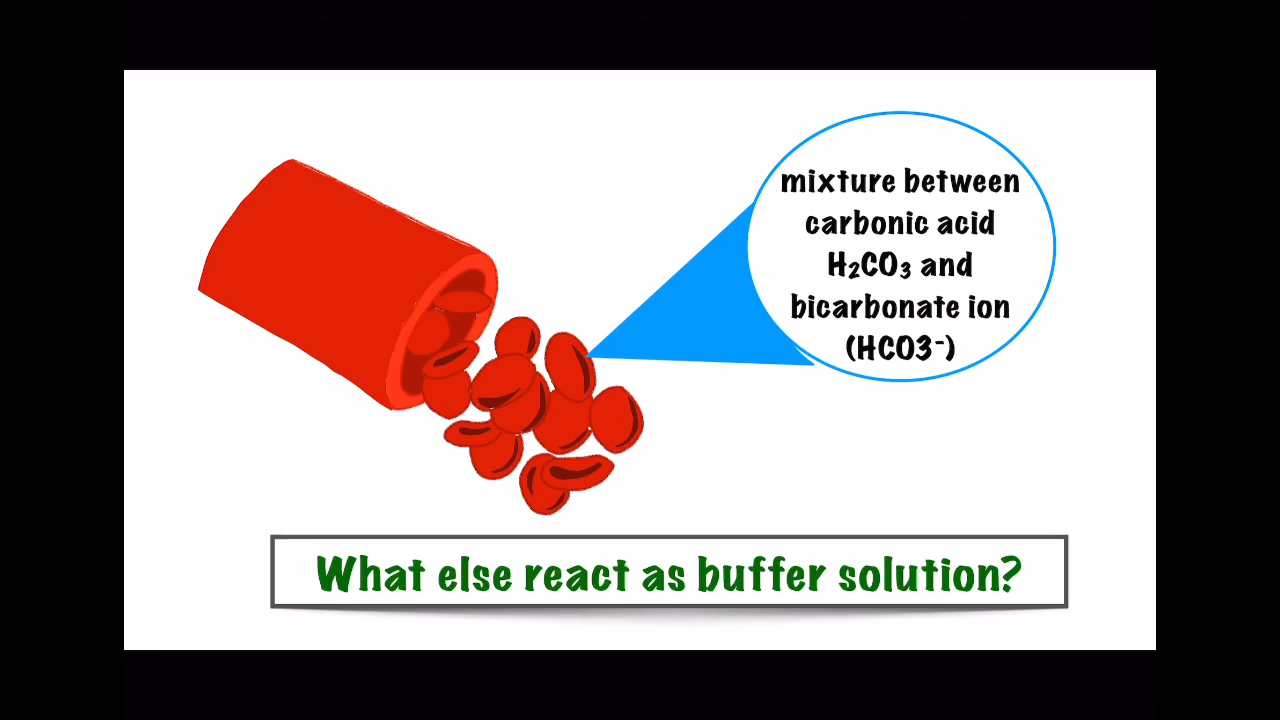 mixture between
carbonic acid
H₂CO₃ and
bicarbonate ion
(HCO3⁻)
What else react as buffer solution?